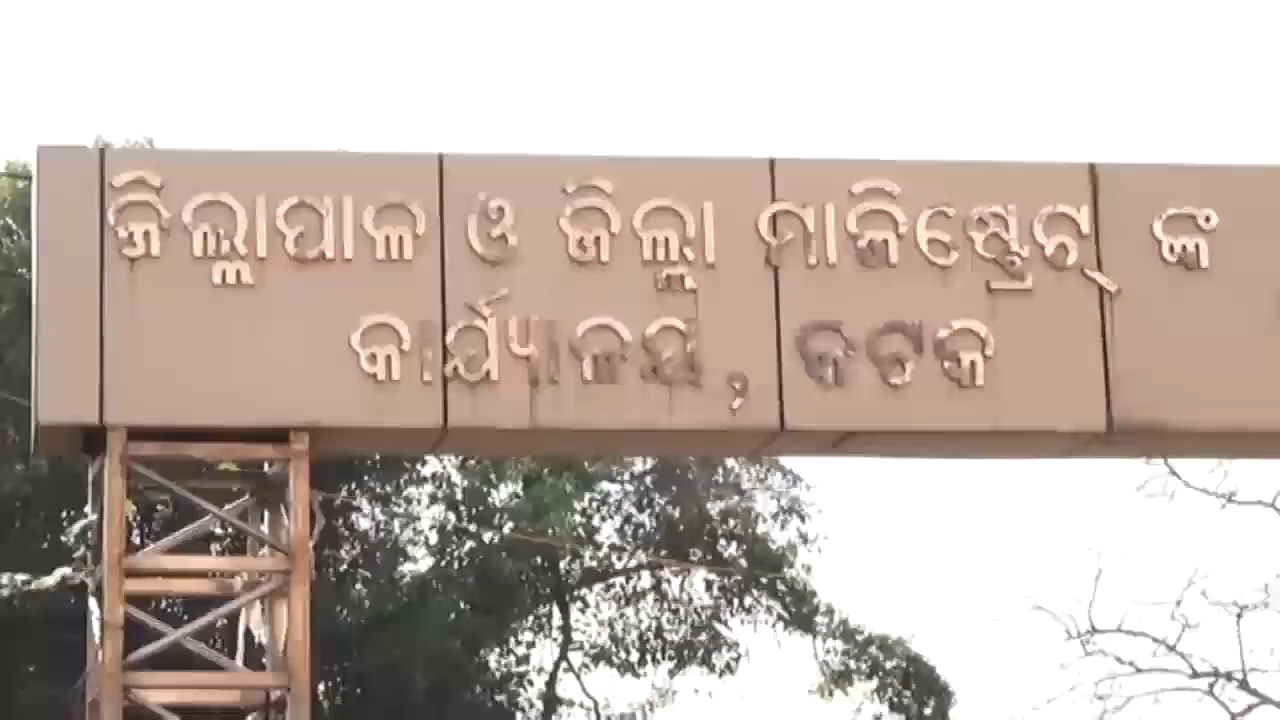 ଜିଲ୍ଲାପାଳ ଓ ଜିଲ୍ଲା ମାଜିଷ୍ଟ୍ରେଟ୍ ଙ୍କ
କାର୍ଯ୍ୟାଳୟ, କଟକ